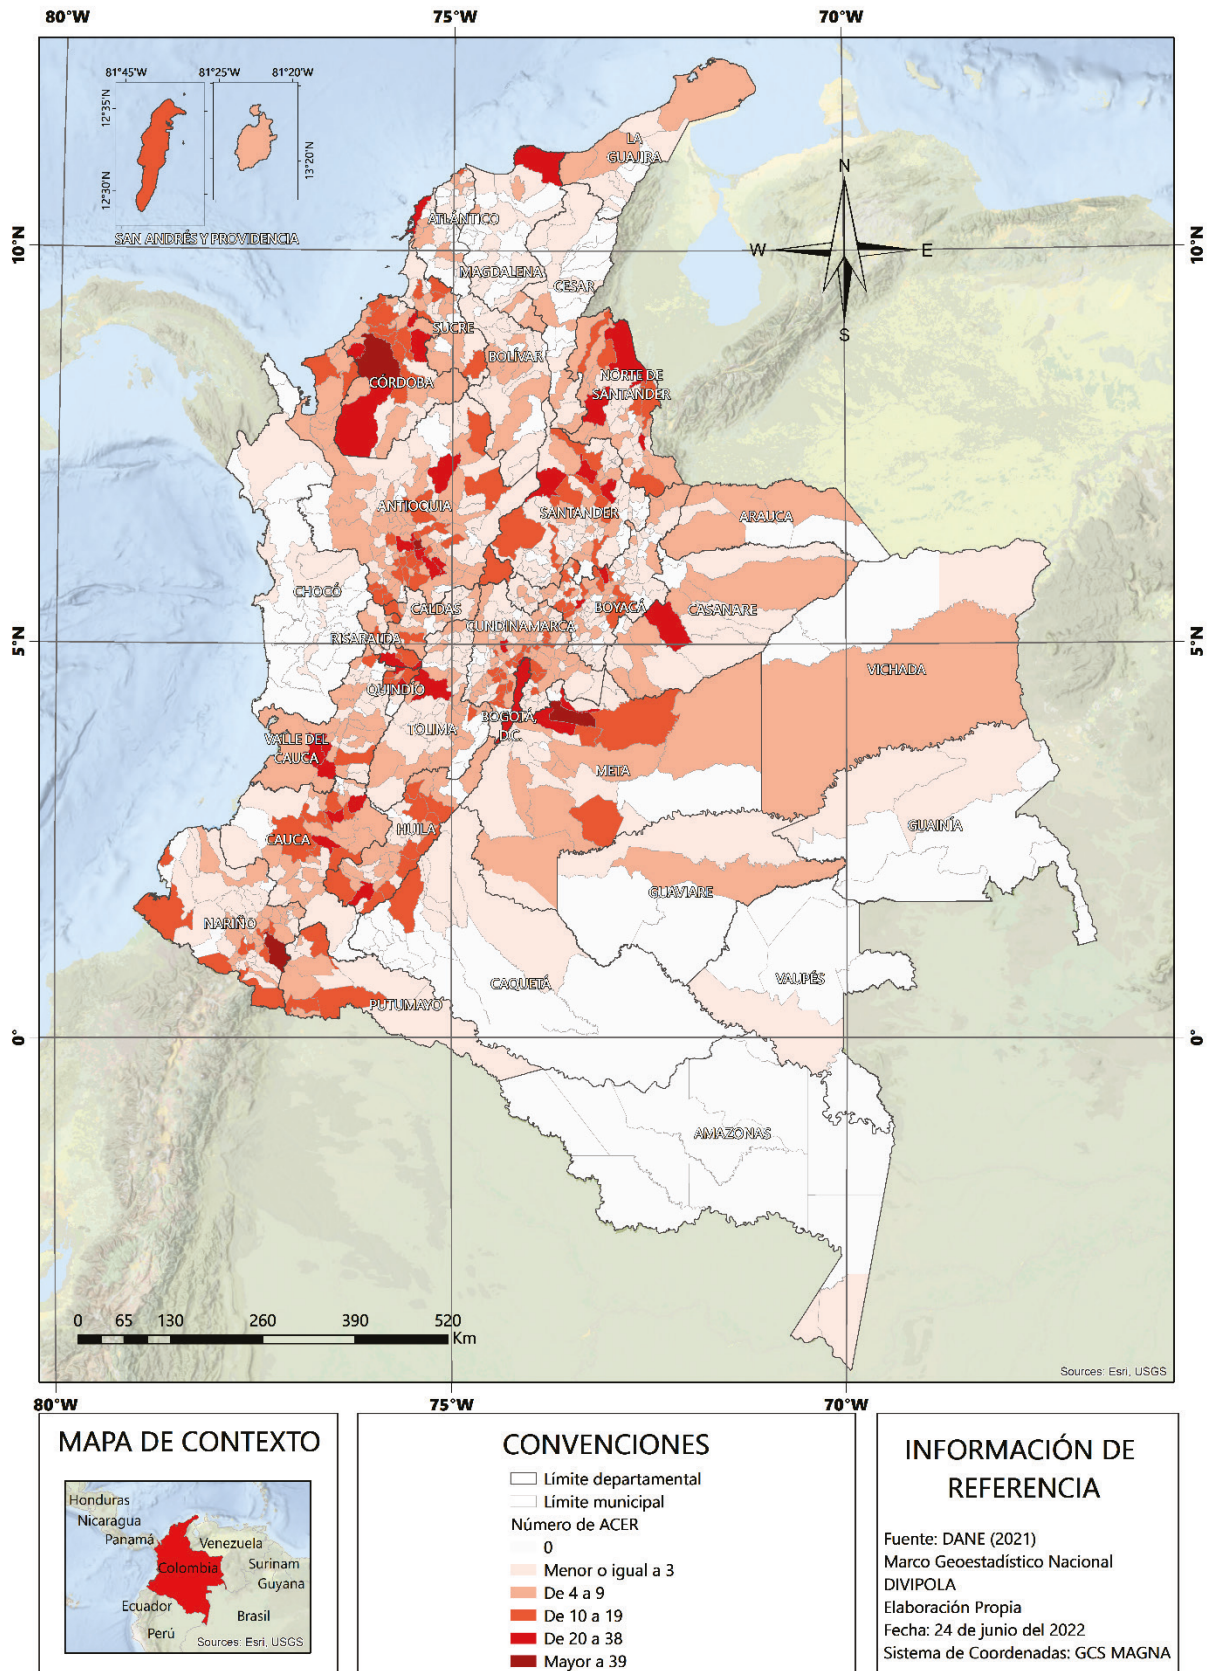 80°W 75°W 70°W
81°45'W 81°25'W 81°20'W
12°35'N
12°30'N
13°20'N
SAN ANDRÉS Y PROVIDENCIA
N
W E
S
10°N 10°N
LA
GUAJIRA
ATLÁNTICO
MAGDALENA
CESAR
SUCRE
BOLÍVAR
CÓRDOBA
NORTE DE
SANTANDER
ANTIOQUIA
SANTANDER
ARAUCA
CHOCÓ
CALDAS
BOYACÁ
CASANARE
CUNDINAMARCA
RISARALDA
5°N 5°N
VICHADA
QUINDÍO
BOGOTÁ,
D.C.
TOLIMA
VALLE DEL
CAUCA
META
GUAINÍA
CAUCA
HUILA
GUAVIARE
NARIÑO
CAQUETÁ
VAUPÉS
PUTUMAYO
0° 0°
AMAZONAS
0 65 130 260 390 520
Km
Sources: Esri, USGS
80°W 75°W 70°W
MAPA DE CONTEXTO
Honduras
Nicaragua
Panamá
Venezuela
Colombia
Surinam
Guyana
Ecuador
Brasil
Perú
Sources: Esri, USGS
CONVENCIONES
Límite departamental
Límite municipal
Número de ACER
0
Menor o igual a 3
De 4 a 9
De 10 a 19
De 20 a 38
Mayor a 39
INFORMACIÓN DE
REFERENCIA
Fuente: DANE (2021)
Marco Geoestadístico Nacional
DIVIPOLA
Elaboración Propia
Fecha: 24 de junio del 2022
Sistema de Coordenadas: GCS MAGNA